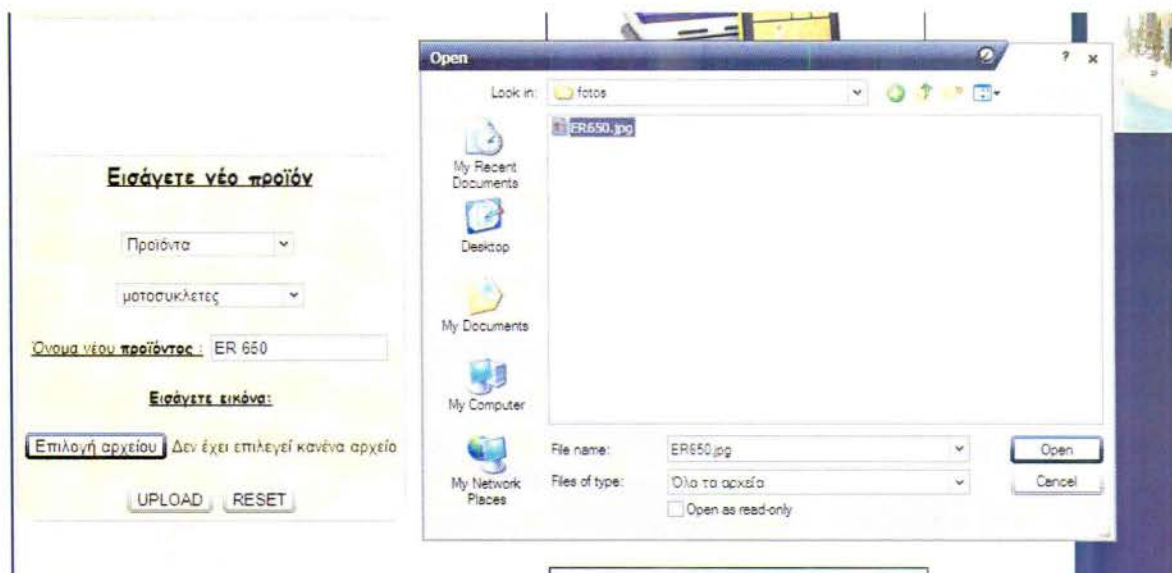 Εισάγετε νέο προϊόν
Προϊόντα
μοτοσυκλετες
Όνομα νέου προϊόντος : ER 650
Εισάγετε εικόνα:
Επιλογή αρχείου Δεν έχει επιλεγεί κανένα αρχείο
UPLOAD RESET
Open
Look in: fotos
ER650.jpg
My Recent
Documents
Desktop
My Documents
My Computer
My Network
Places
File name: ER650.jpg Open
Files of type: Όλα τα αρχεία Cancel
Open as read-only